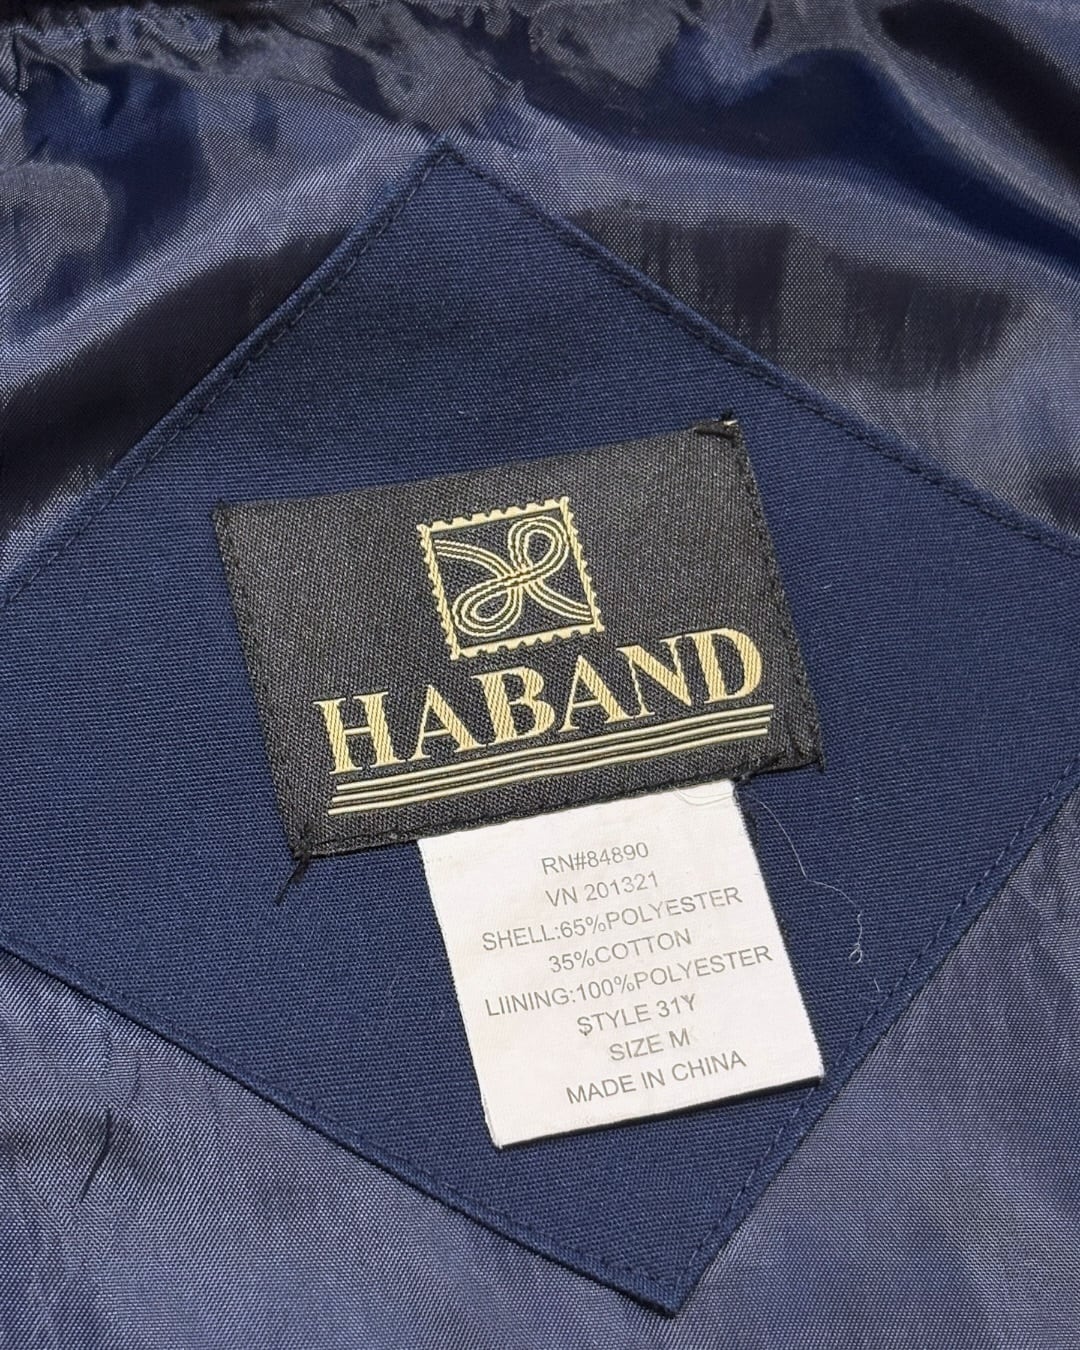 HABAND
RN#84890
VN 201321
SHELL:65%POLYESTER
35%COTTON
LIINING:100%POLYESTER
STYLE 31Y
SIZE M
MADE IN CHINA